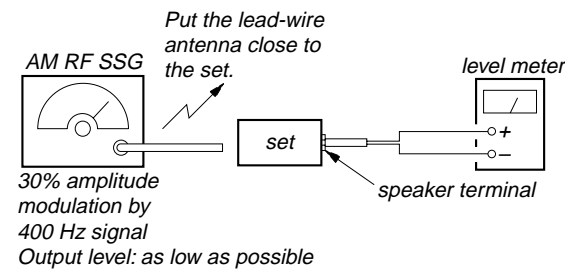 Put the lead-wire
antenna close to
the set.
AM RF SSG
level meter
set
+
–
speaker terminal
30% amplitude
modulation by
400 Hz signal
Output level: as low as possible